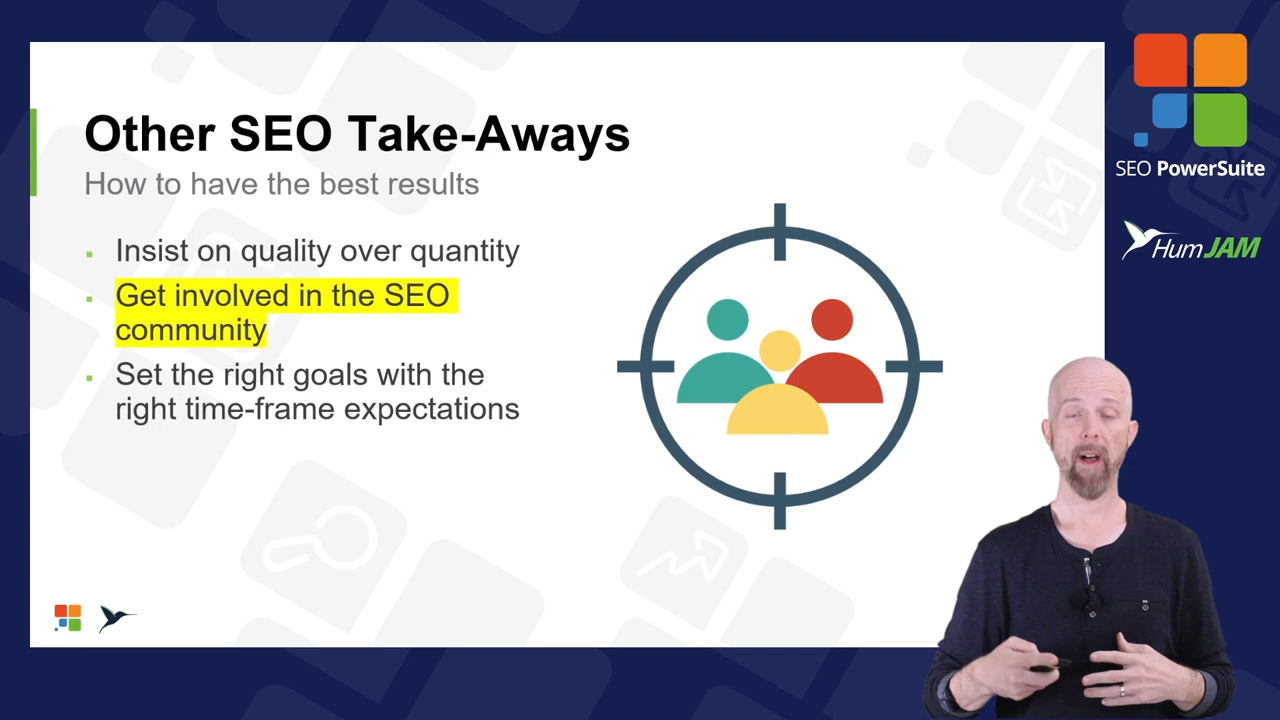 Other SEO Take-Aways
How to have the best results
Insist on quality over quantity
Get involved in the SEO
community
Set the right goals with the
right time-frame expectations
SEO PowerSuite
HumJAM